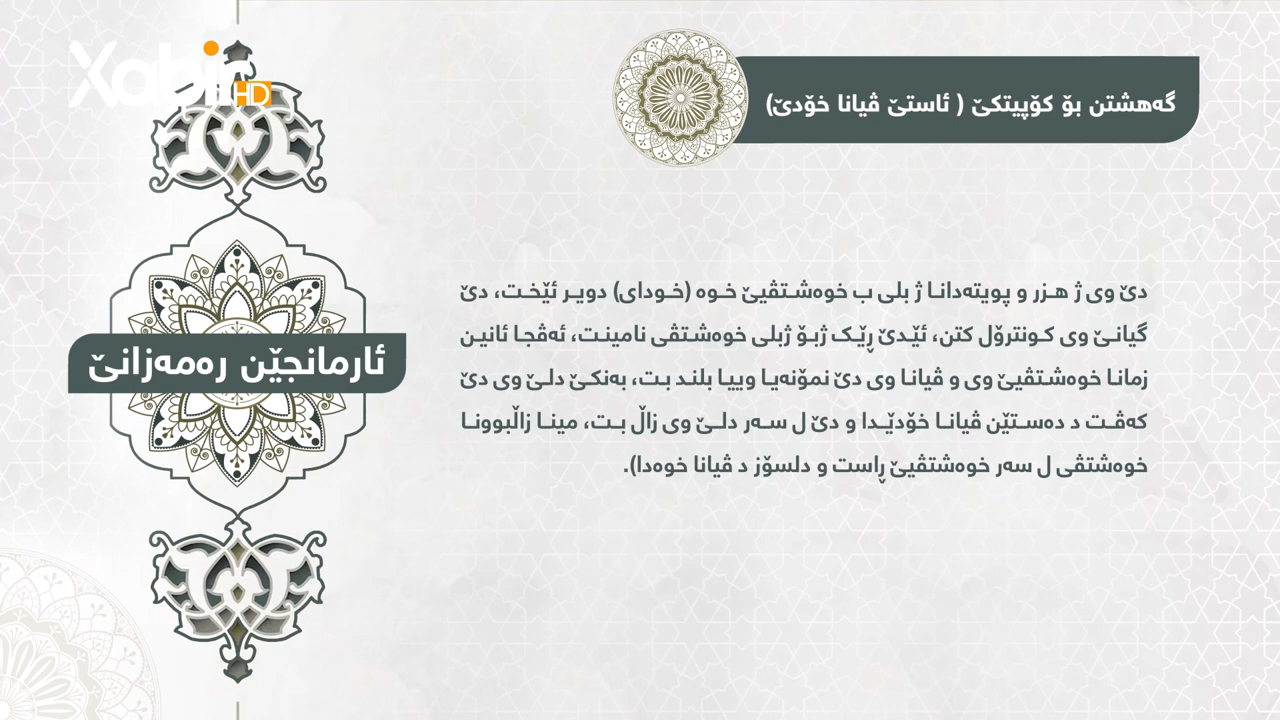 Xabir HD
گەهشتن بۆ کۆپیتکێ ( ئاستێ ڤیانا خۆدێ)
دێ وی ژ هزر و پویتەدانا ژ بلی ب خوەشتڤیێ خوە (خودای) دویر ئێخت، دێ
گیانێ وی کونترۆل کتن، ئێدێ ڕێک ژبۆ ژبلی خوەشتڤی نامینت، ئەڤجا ئانین
زمانا خوەشتڤیێ وی و ڤیانا وی دێ نموونەیا وییا بلند بت، بەنکێ دلێ وی دێ
کەڤت د دەستێن ڤیانا خۆدێدا و دێ ل سەر دلێ وی زاڵ بت، مینا زاڵبوونا
خوەشتڤی ل سەر خوەشتڤیێ ڕاست و دلسۆز د ڤیانا خوەدا).
ئارمانجێن رەمەزانێ